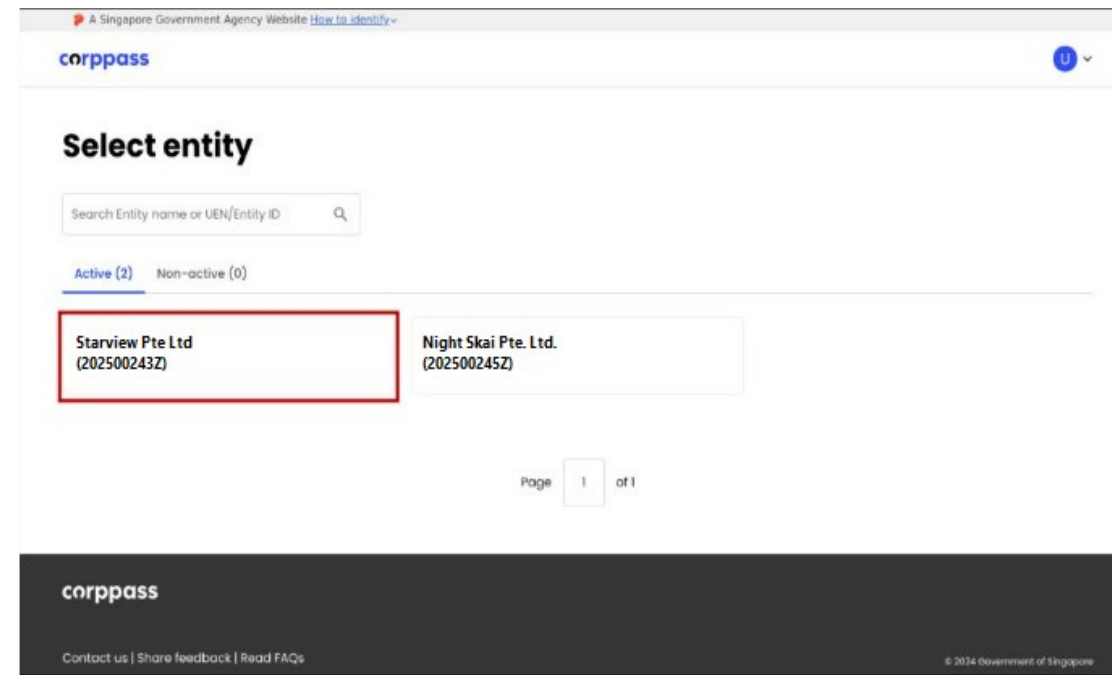 A Singapore Government Agency Website How to identify
corppass
U
Select entity
Search Entity name or UEN/Entity ID
Active (2) Non-active (0)
Starview Pte Ltd
(202500243Z)
Night Skai Pte. Ltd.
(202500245Z)
Page 1 of 1
corppass
Contact us | Share feedback | Read FAQs
© 2024 Government of Singapore